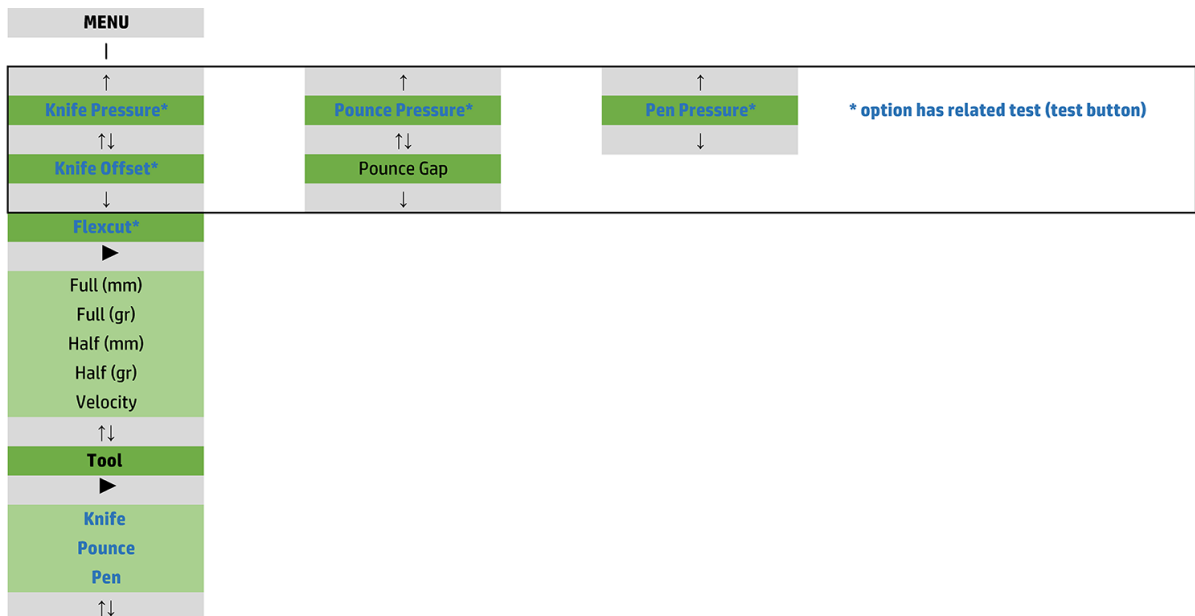 MENU
Knife Pressure* Pounce Pressure* Pen Pressure* * option has related test (test button)
↑↓ ↑↓ ↓
Knife Offset* Pounce Gap
Flexcut*
Full (mm)
Full (gr)
Half (mm)
Half (gr)
Velocity
Tool
Knife
Pounce
Pen